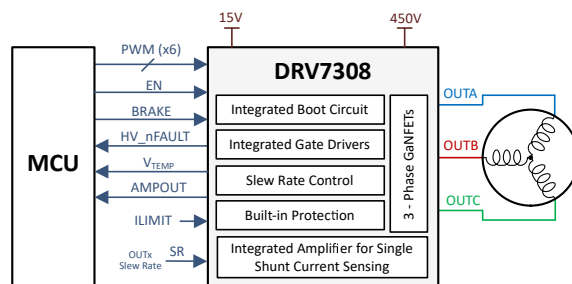 15V
450V
PWM (x6)
DRV7308
EN
OUTA
Integrated Boot Circuit
BRAKE
HV_nFAULT
Integrated Gate Drivers
OUTB
MCU
VTEMP
3 - Phase GaNFETs
Slew Rate Control
AMPOUT
OUTC
ILIMIT
Built-in Protection
SR
OUTx
Slew Rate
Integrated Amplifier for Single
Shunt Current Sensing